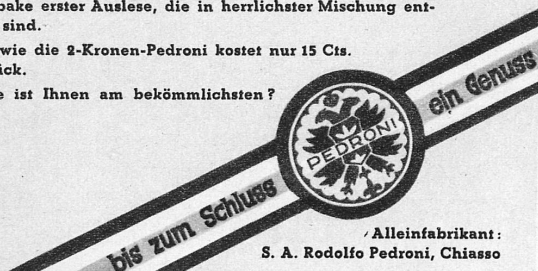 bake erster Auslese, die in herrlichster Mischung ent-
sind.
wie die 2-Kronen-Pedroni kostet nur 15 Cts.
ück.
e ist Ihnen am bekömmlichsten?
ein Genuss
PEDRONI
bis zum Schluss
Alleinfabrikant:
S. A. Rodolfo Pedroni, Chiasso